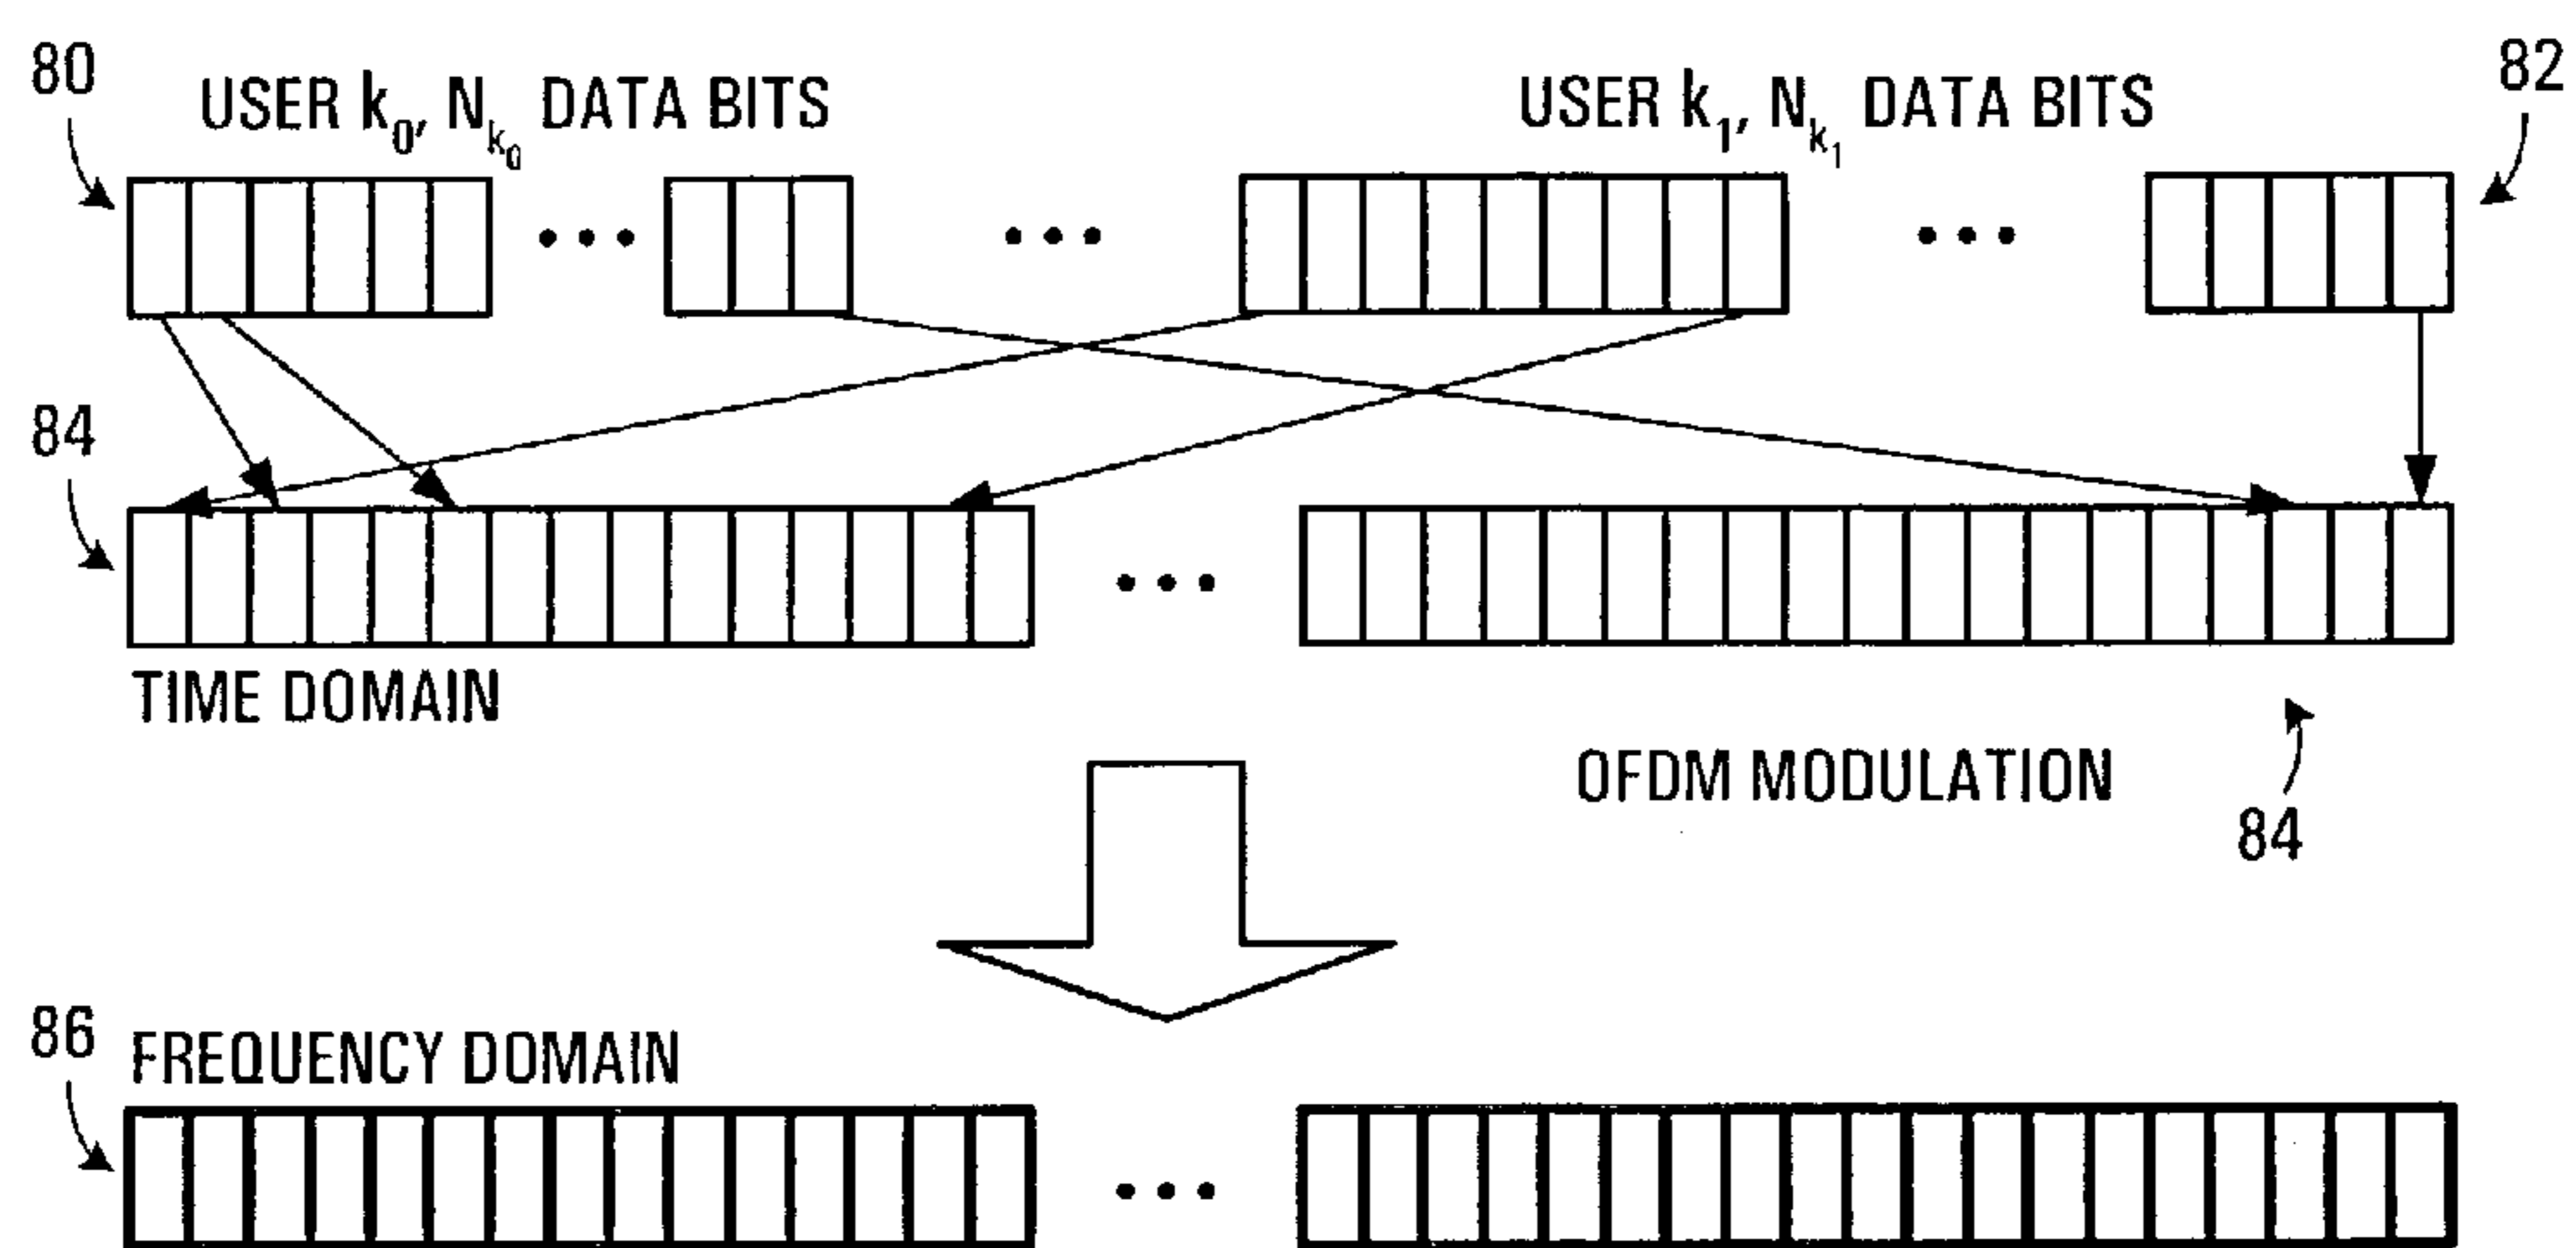 80
USER k₀, Nₖ₀ DATA BITS
USER k₁, Nₖ₁ DATA BITS
82
84
TIME DOMAIN
OFDM MODULATION
84
86
FREQUENCY DOMAIN